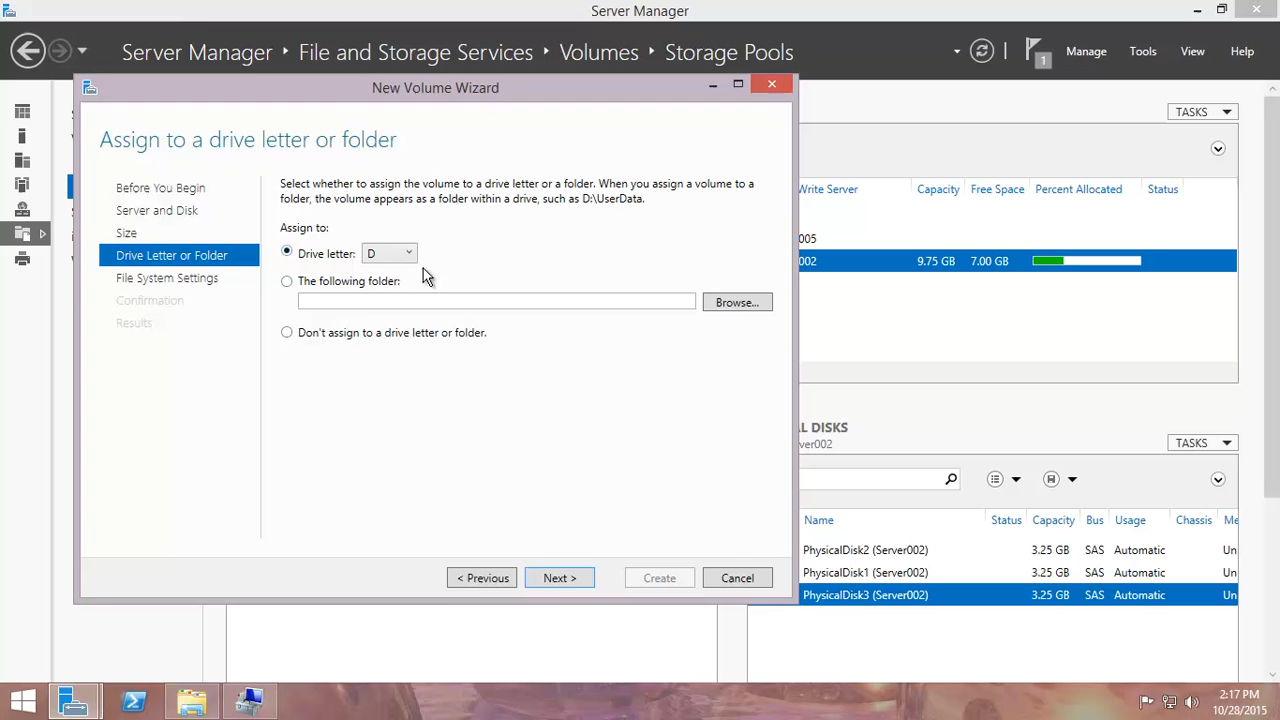 Server Manager
Server Manager › File and Storage Services › Volumes › Storage Pools
1
Manage
Tools
View
Help
New Volume Wizard
Assign to a drive letter or folder
Before You Begin
Server and Disk
Size
Drive Letter or Folder
File System Settings
Confirmation
Results
Select whether to assign the volume to a drive letter or a folder. When you assign a volume to a
folder, the volume appears as a folder within a drive, such as D:\UserData.
Assign to:
Drive letter: D
The following folder:
Browse...
Don't assign to a drive letter or folder.
< Previous
Next >
Create
Cancel
TASKS
Write Server Capacity Free Space Percent Allocated Status
005
002 9.75 GB 7.00 GB
AL DISKS
ver002
TASKS
Name Status Capacity Bus Usage Chassis Me
PhysicalDisk2 (Server002) 3.25 GB SAS Automatic Un
PhysicalDisk1 (Server002) 3.25 GB SAS Automatic Un
PhysicalDisk3 (Server002) 3.25 GB SAS Automatic Un
2:17 PM
10/28/2015